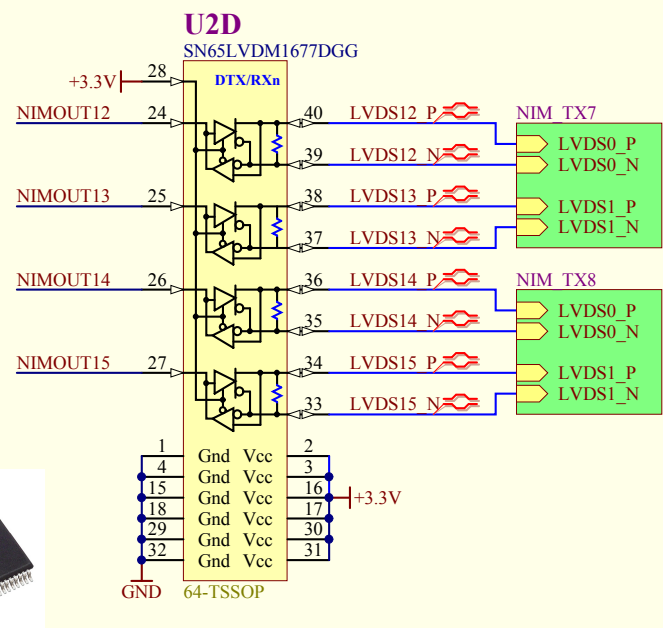 U2D
SN65LVDM1677DGG
+3.3V 28 DTX/RXn
NIMOUT12 24 40 LVDS12_P NIM_TX7
LVDS0_P
39 LVDS12_N LVDS0_N
NIMOUT13 25 38 LVDS13_P LVDS1_P
LVDS1_N
37 LVDS13_N
NIMOUT14 26 36 LVDS14_P NIM_TX8
LVDS0_P
35 LVDS14_N LVDS0_N
NIMOUT15 27 34 LVDS15_P LVDS1_P
LVDS1_N
33 LVDS15_N
1 Gnd Vcc 2
4 Gnd Vcc 3
15 Gnd Vcc 16 +3.3V
18 Gnd Vcc 17
29 Gnd Vcc 30
32 Gnd Vcc 31
GND 64-TSSOP